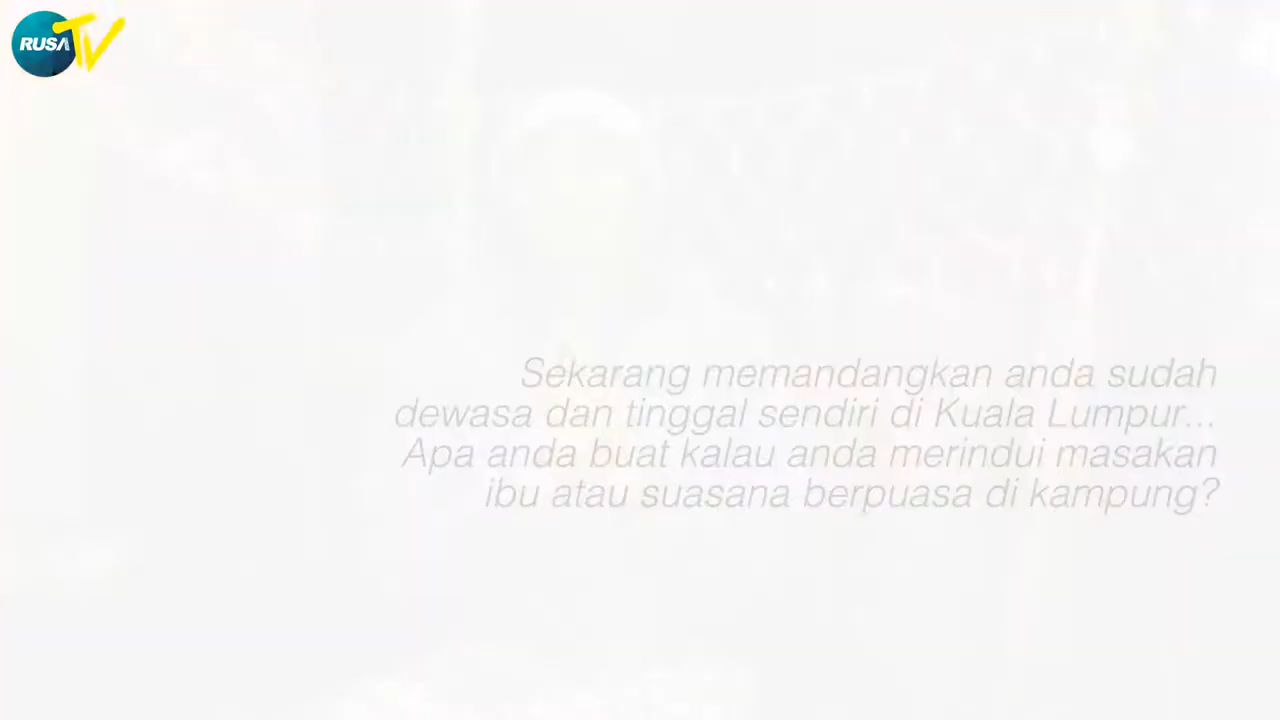 RUSA TV
Sekarang memandangkan anda sudah
dewasa dan tinggal sendiri di Kuala Lumpur...
Apa anda buat kalau anda merindui masakan
ibu atau suasana berpuasa di kampung?